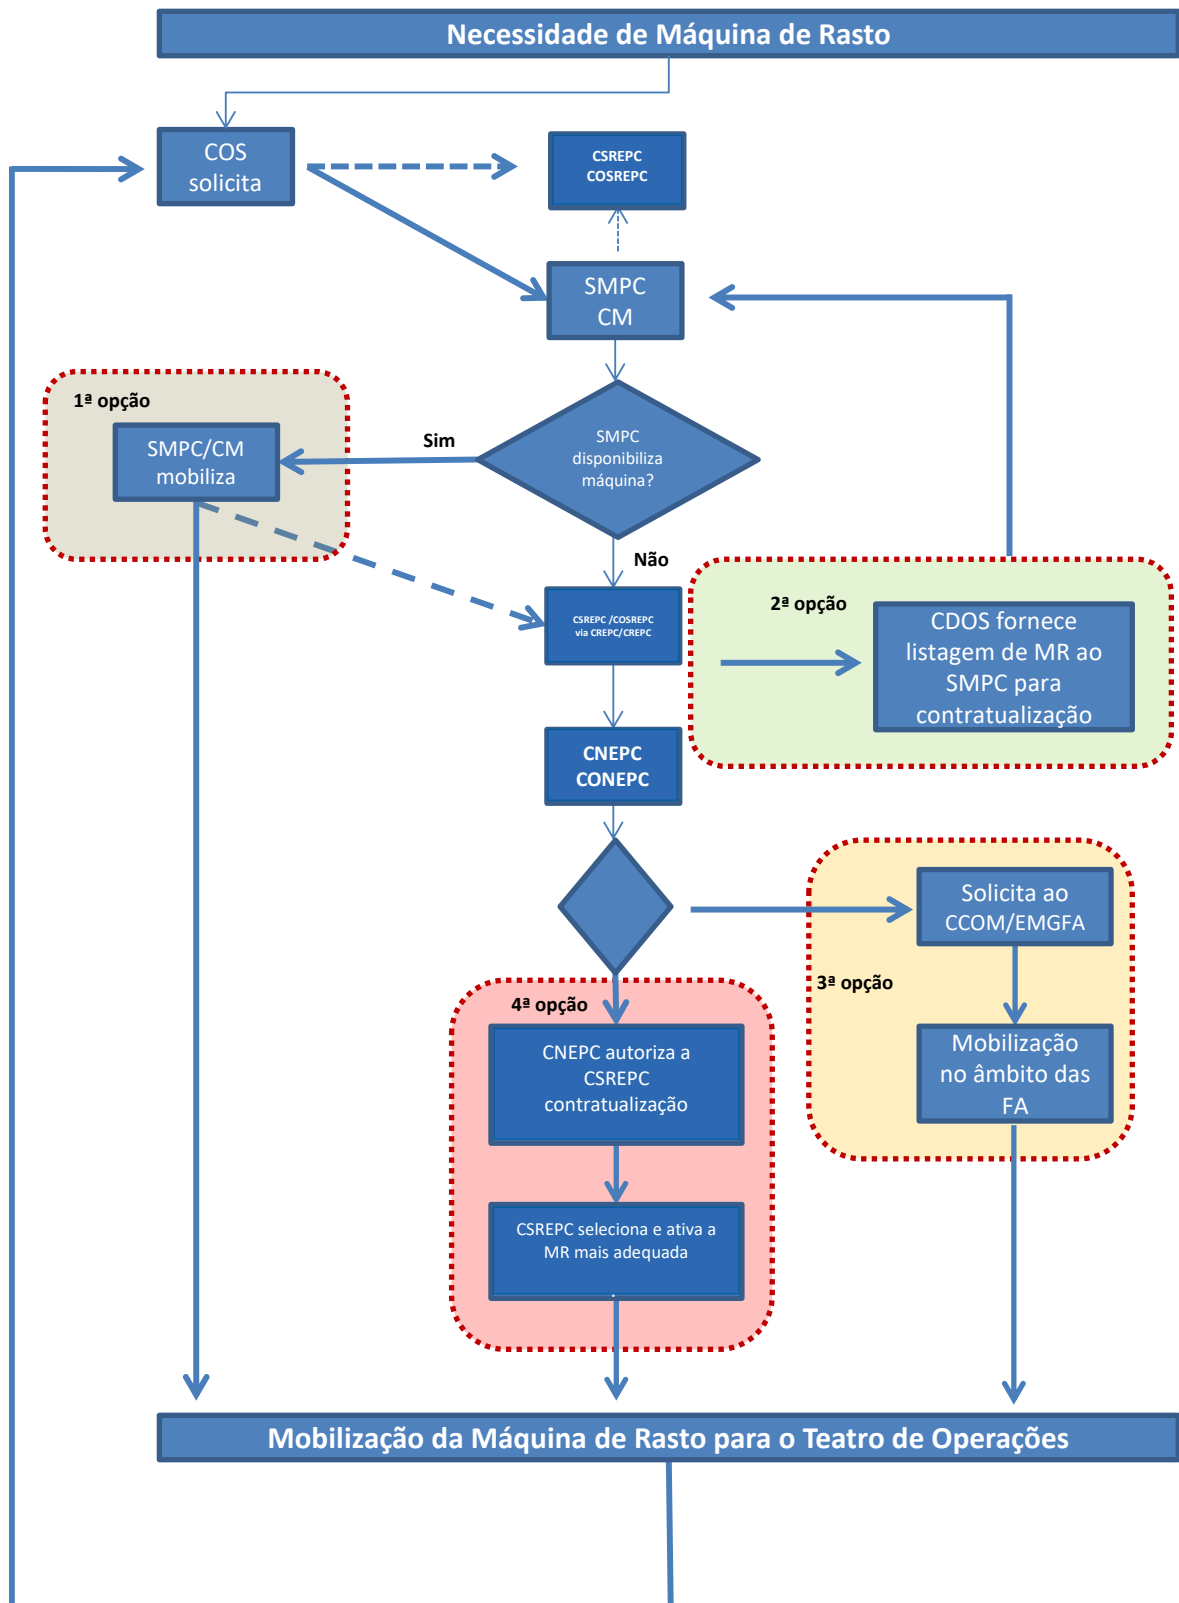 Necessidade de Máquina de Rasto
COS
solicita
CSREPC
COSREPC
SMPC
CM
1ª opção
SMPC/CM
mobiliza
Sim
SMPC
disponibiliza
máquina?
Não
CSREPC /COSREPC
via CREPC/CREPC
2ª opção
CDOS fornece
listagem de MR ao
SMPC para
contratualização
CNEPC
CONEPC
Solicita ao
CCOM/EMGFA
3ª opção
Mobilização
no âmbito das
FA
4ª opção
CNEPC autoriza a
CSREPC
contratualização
CSREPC seleciona e ativa a
MR mais adequada
.
Mobilização da Máquina de Rasto para o Teatro de Operações